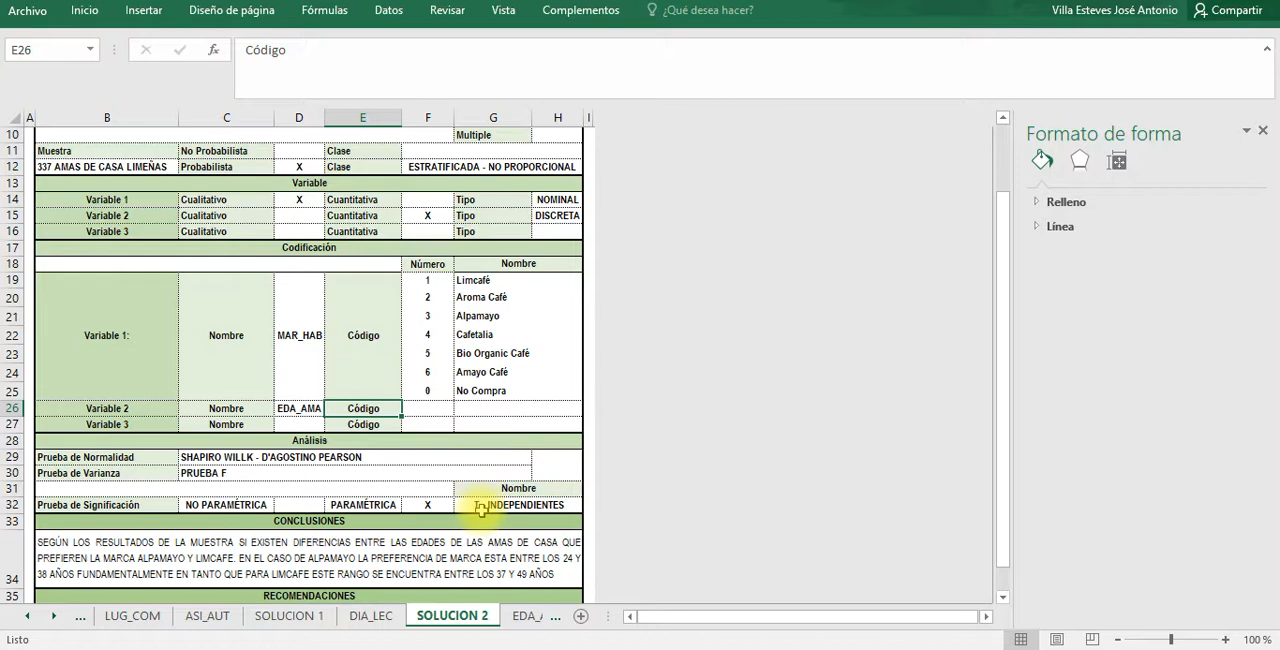 Archivo Inicio Insertar Diseño de página Fórmulas Datos Revisar Vista Complementos ¿Qué desea hacer? Villa Esteves José Antonio Compartir
E26 fx Código
A B C D E F G H I
Formato de forma
Relleno
Línea
10 Multiple
11 Muestra No Probabilista Clase
12 337 AMAS DE CASA LIMEÑAS Probabilista X Clase ESTRATIFICADA - NO PROPORCIONAL
13 Variable
14 Variable 1 Cualitativo X Cuantitativa Tipo NOMINAL
15 Variable 2 Cualitativo Cuantitativa X Tipo DISCRETA
16 Variable 3 Cualitativo Cuantitativa Tipo
17 Codificación
18 Número Nombre
19 1 Limcafé
20 2 Aroma Café
21 3 Alpamayo
22 Variable 1: Nombre MAR_HAB Código 4 Cafetalia
23 5 Bio Organic Café
24 6 Amayo Café
25 0 No Compra
26 Variable 2 Nombre EDA_AMA Código
27 Variable 3 Nombre Código
28 Análisis
29 Prueba de Normalidad SHAPIRO WILLK - D'AGOSTINO PEARSON
30 Prueba de Varianza PRUEBA F
31 Nombre
32 Prueba de Significación NO PARAMÉTRICA PARAMÉTRICA X INDEPENDIENTES
33 CONCLUSIONES
SEGÚN LOS RESULTADOS DE LA MUESTRA SI EXISTEN DIFERENCIAS ENTRE LAS EDADES DE LAS AMAS DE CASA QUE
PREFIEREN LA MARCA ALPAMAYO Y LIMCAFE. EN EL CASO DE ALPAMAYO LA PREFERENCIA DE MARCA ESTA ENTRE LOS 24 Y
34 38 AÑOS FUNDAMENTALMENTE EN TANTO QUE PARA LIMCAFE ESTE RANGO SE ENCUENTRA ENTRE LOS 37 Y 49 AÑOS
35 RECOMENDACIONES
... LUG_COM ASI_AUT SOLUCION 1 DIA_LEC SOLUCION 2 EDA_ ...
Listo 100 %